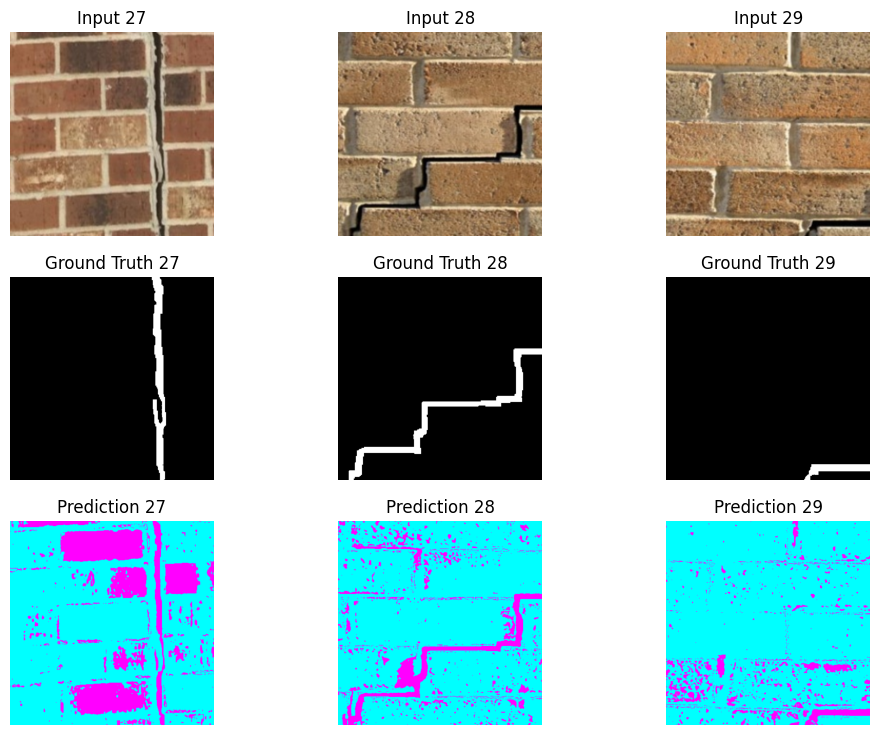 Input 27
Input 28
Input 29
Ground Truth 27
Ground Truth 28
Ground Truth 29
Prediction 27
Prediction 28
Prediction 29